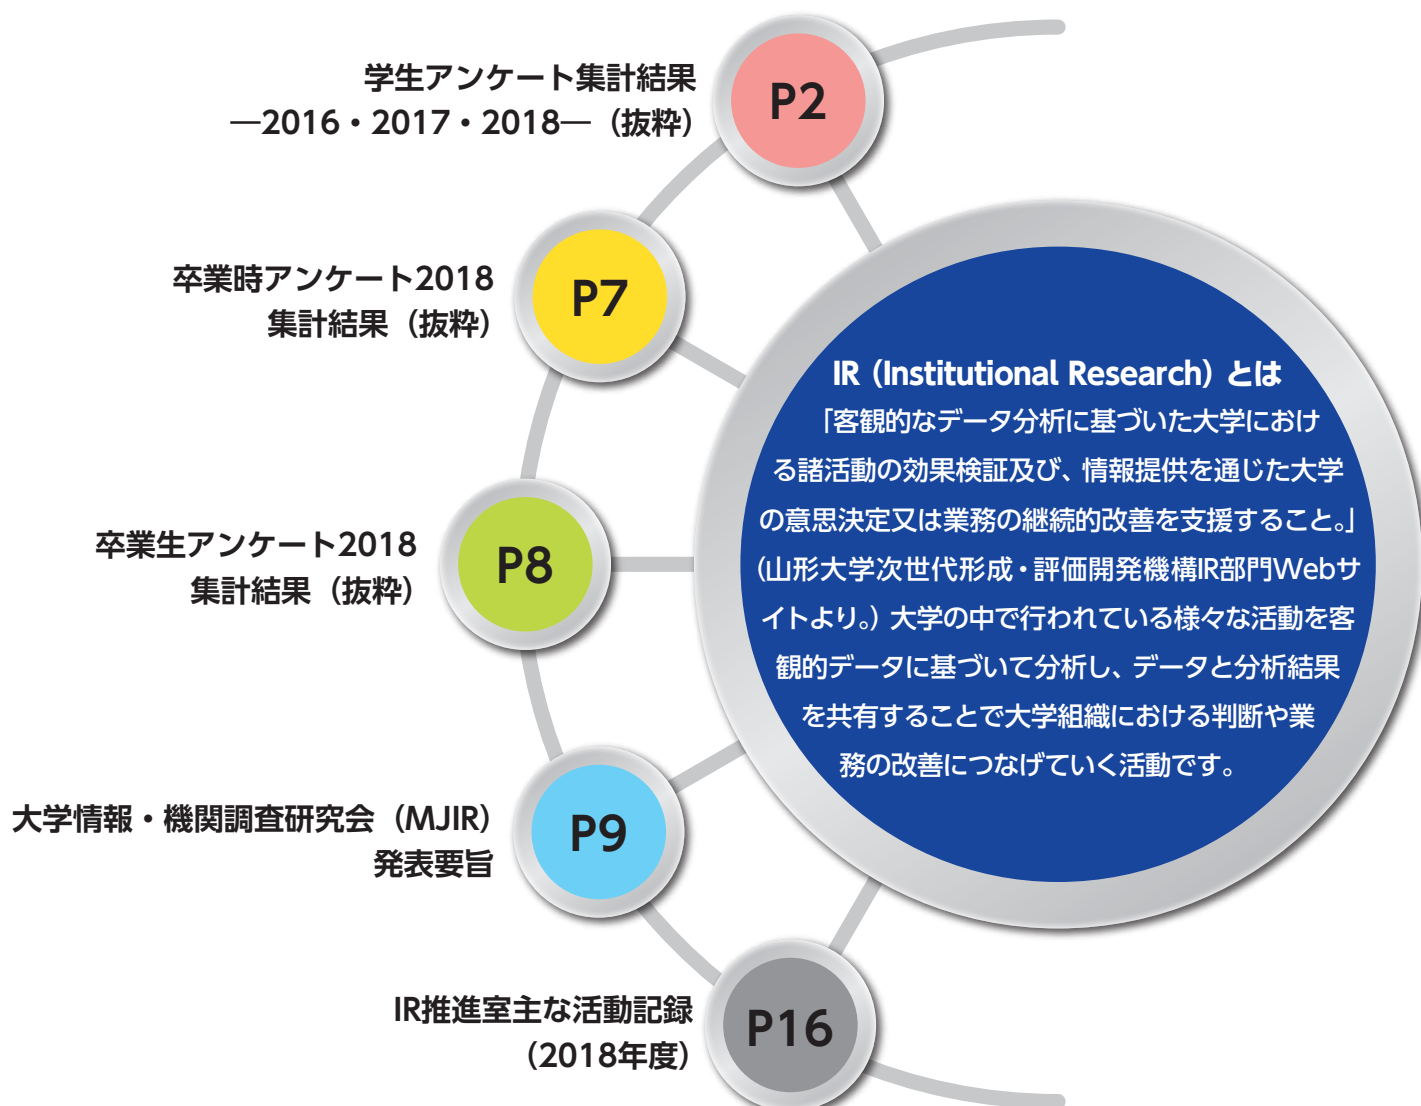 学生アンケート集計結果
―2016・2017・2018―（抜粋）
P2
卒業時アンケート2018
集計結果（抜粋）
P7
卒業生アンケート2018
集計結果（抜粋）
P8
大学情報・機関調査研究会（MJIR）
発表要旨
P9
IR推進室主な活動記録
（2018年度）
P16
IR（Institutional Research）とは
「客観的なデータ分析に基づいた大学におけ
る諸活動の効果検証及び、情報提供を通じた大学
の意思決定又は業務の継続的改善を支援すること。」
（山形大学次世代形成・評価開発機構IR部門Webサ
イトより。）大学の中で行われている様々な活動を客
観的データに基づいて分析し、データと分析結果
を共有することで大学組織における判断や業
務の改善につなげていく活動です。